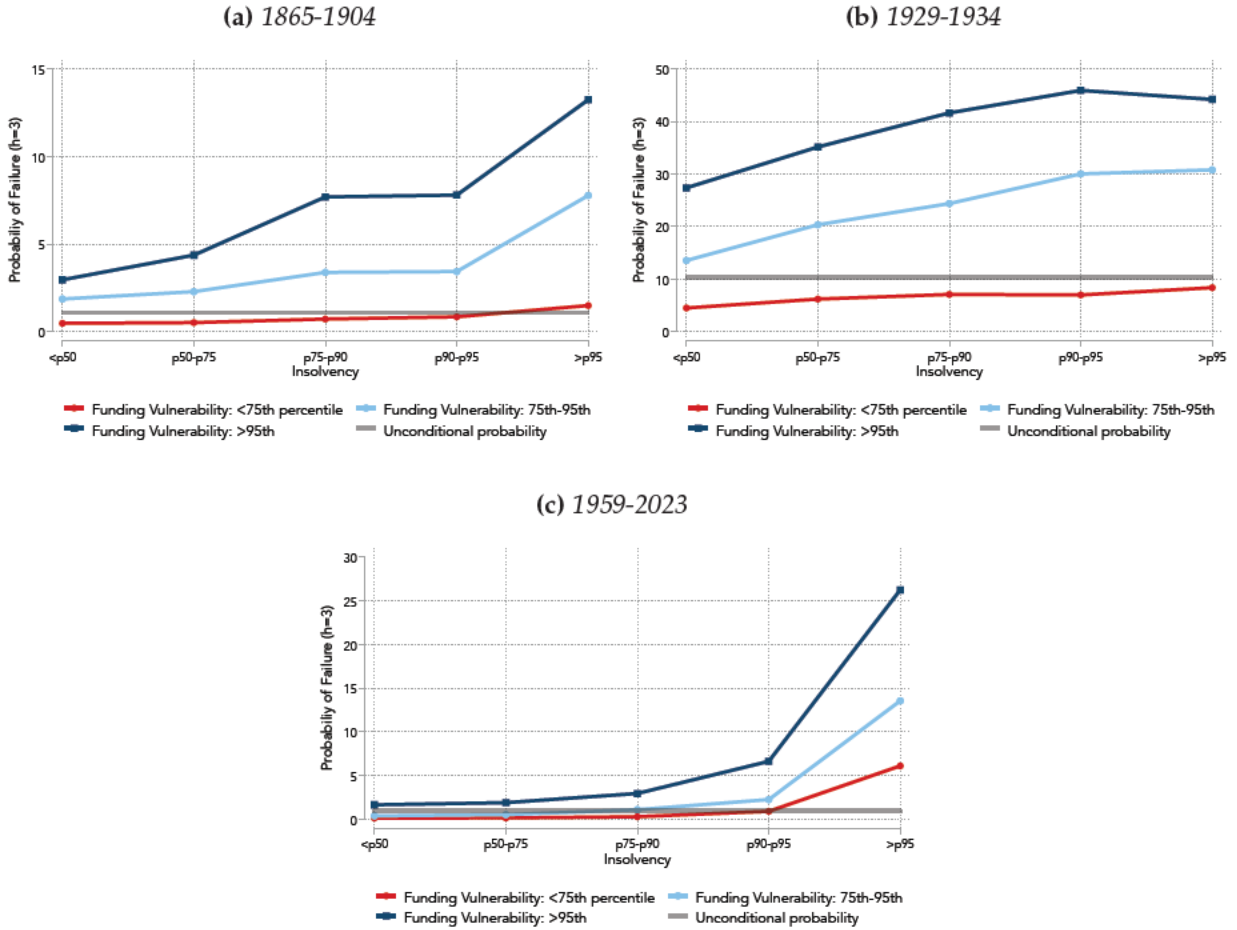 (a) 1865-1904
Probabiliy of Failure (h=3)
15
10
5
0
<p50
p50-p75
p75-p90
p90-p95
>p95
Insolvency
Funding Vulnerability: <75th percentile
Funding Vulnerability: 75th-95th
Funding Vulnerability: >95th
Unconditional probability
(b) 1929-1934
Probabiliy of Failure (h=3)
50
40
30
20
10
0
<p50
p50-p75
p75-p90
p90-p95
>p95
Insolvency
Funding Vulnerability: <75th percentile
Funding Vulnerability: 75th-95th
Funding Vulnerability: >95th
Unconditional probability
(c) 1959-2023
Probabiliy of Failure (h=3)
30
25
20
15
10
5
0
<p50
p50-p75
p75-p90
p90-p95
>p95
Insolvency
Funding Vulnerability: <75th percentile
Funding Vulnerability: 75th-95th
Funding Vulnerability: >95th
Unconditional probability